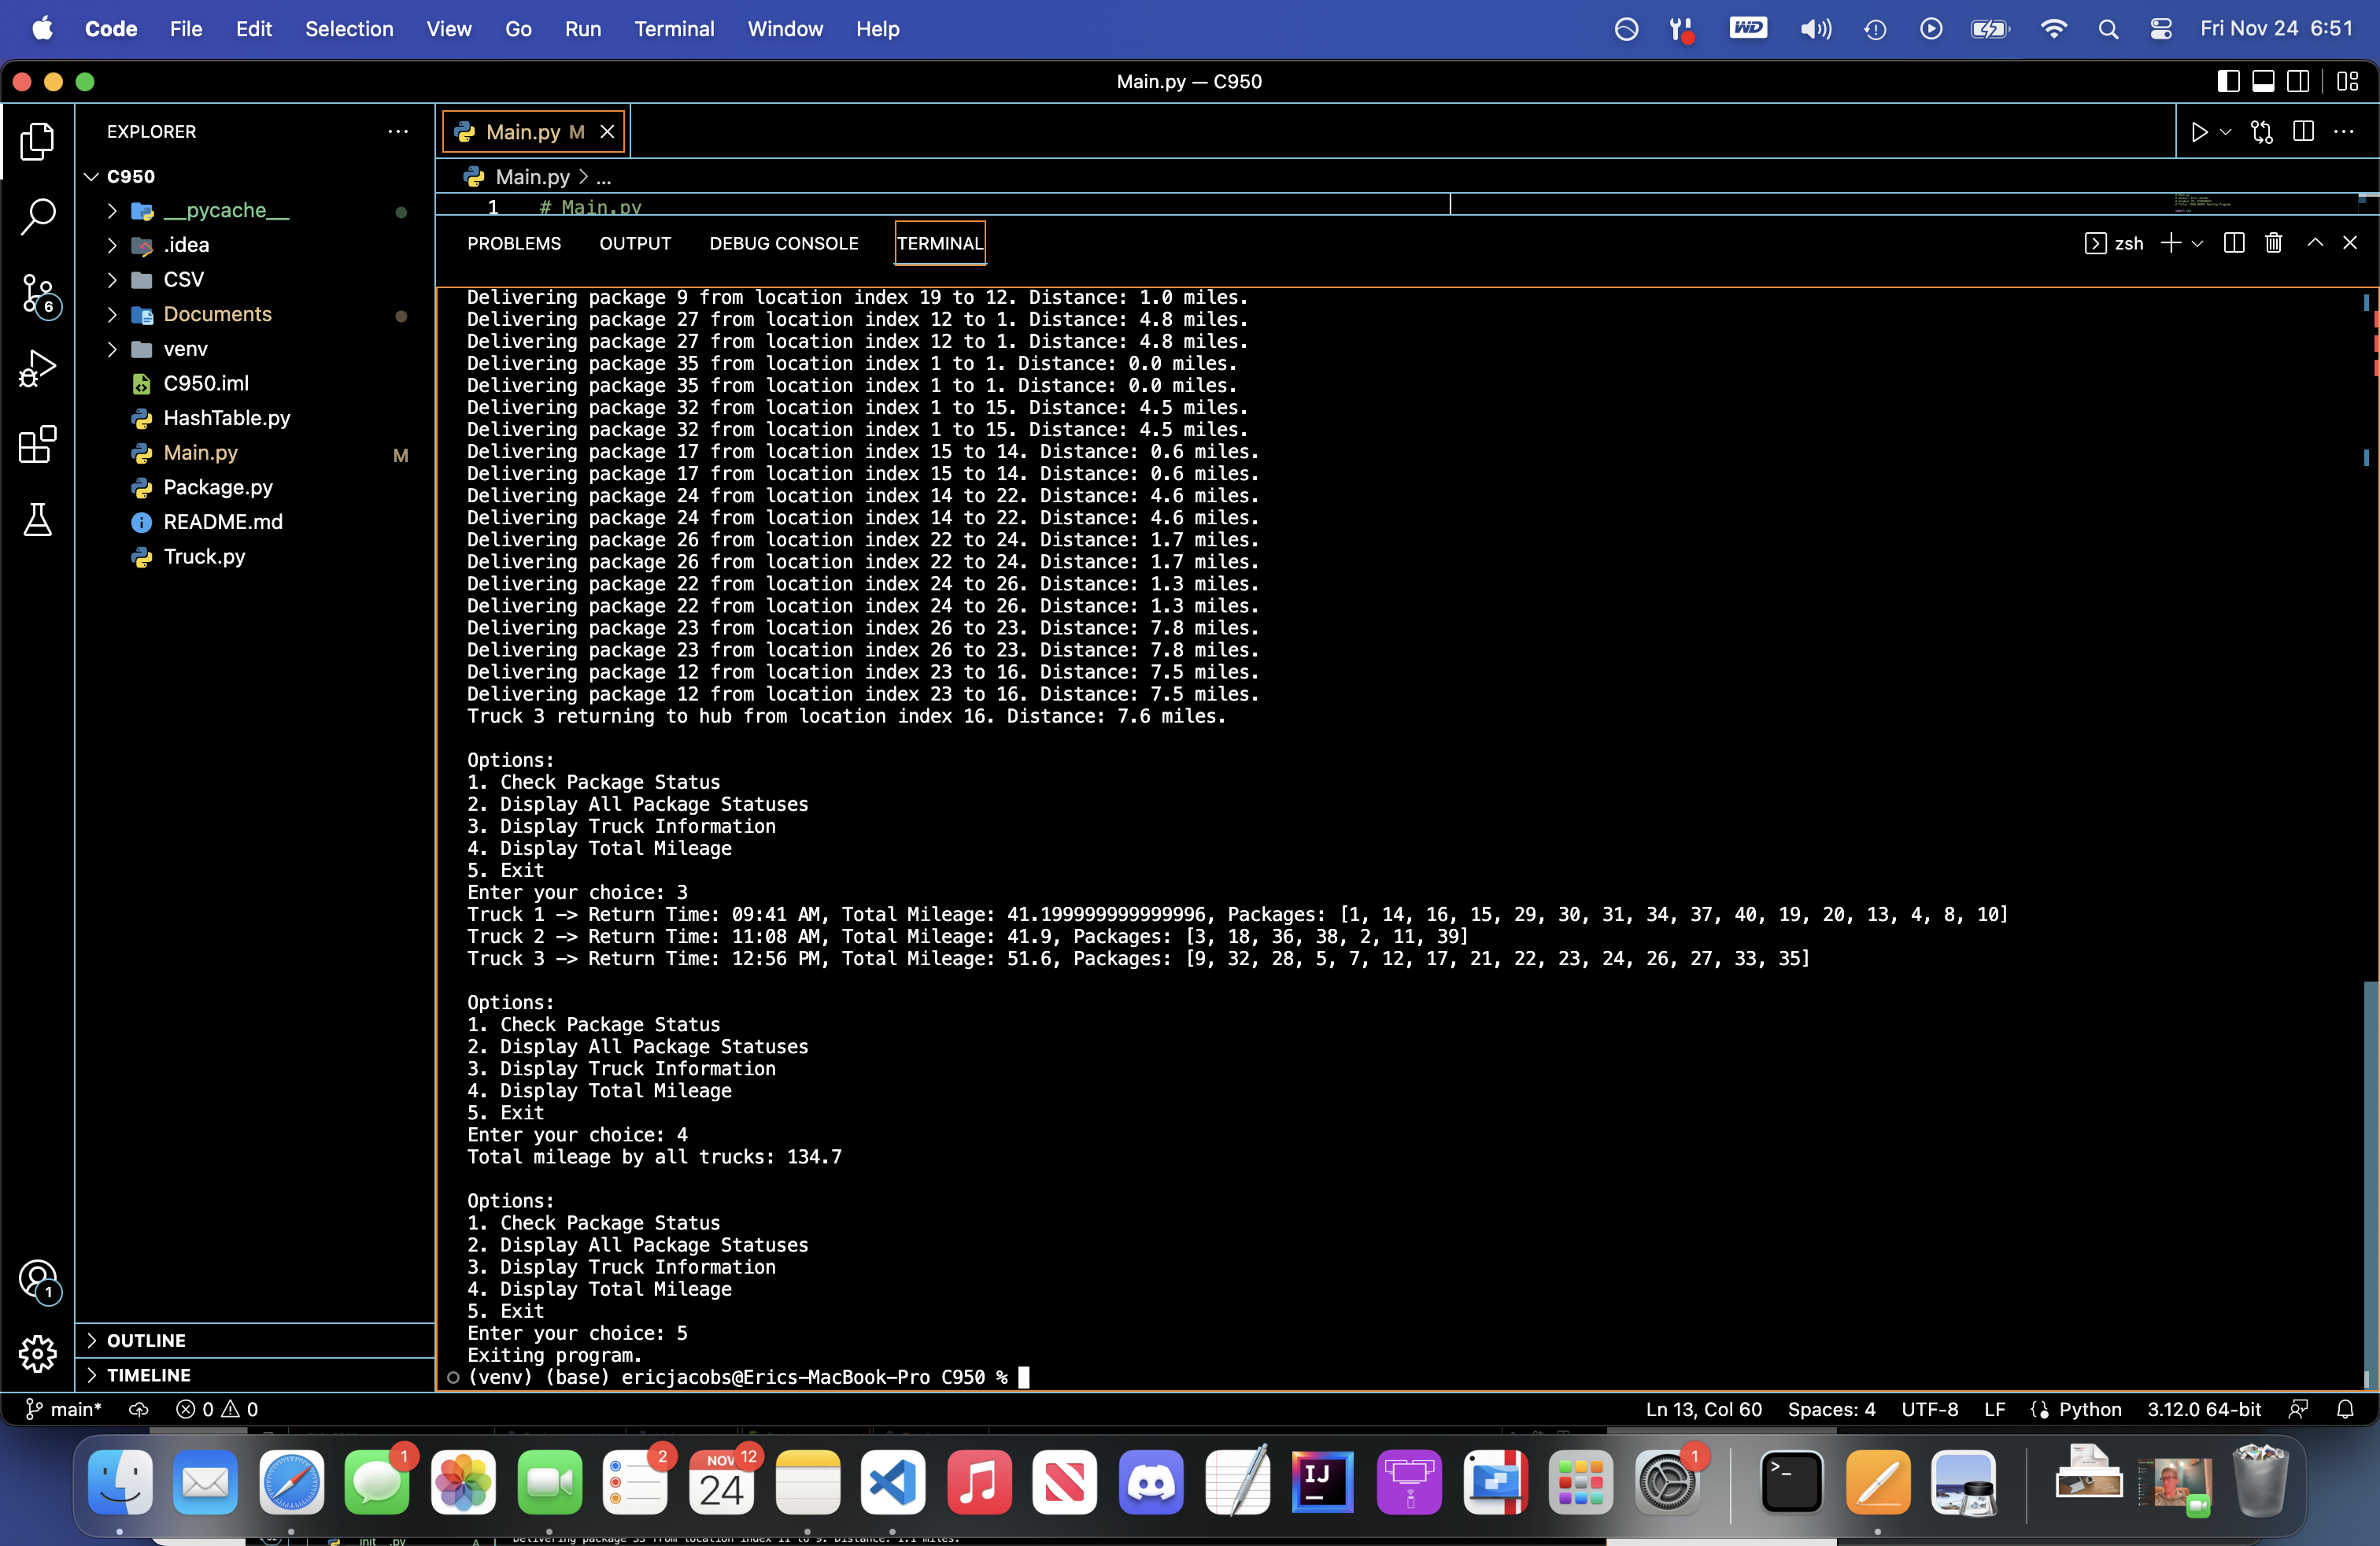 Code File Edit Selection View Go Run Terminal Window Help
WD
Fri Nov 24 6:51
Main.py — C950
EXPLORER
···
C950
__pycache__
.idea
CSV
Documents
venv
C950.iml
HashTable.py
Main.py M
Package.py
README.md
Truck.py
OUTLINE
TIMELINE
6
1
Main.py M
Main.py > ...
1 # Main.py
PROBLEMS OUTPUT DEBUG CONSOLE TERMINAL
zsh
Delivering package 9 from location index 19 to 12. Distance: 1.0 miles.
Delivering package 27 from location index 12 to 1. Distance: 4.8 miles.
Delivering package 27 from location index 12 to 1. Distance: 4.8 miles.
Delivering package 35 from location index 1 to 1. Distance: 0.0 miles.
Delivering package 35 from location index 1 to 1. Distance: 0.0 miles.
Delivering package 32 from location index 1 to 15. Distance: 4.5 miles.
Delivering package 32 from location index 1 to 15. Distance: 4.5 miles.
Delivering package 17 from location index 15 to 14. Distance: 0.6 miles.
Delivering package 17 from location index 15 to 14. Distance: 0.6 miles.
Delivering package 24 from location index 14 to 22. Distance: 4.6 miles.
Delivering package 24 from location index 14 to 22. Distance: 4.6 miles.
Delivering package 26 from location index 22 to 24. Distance: 1.7 miles.
Delivering package 26 from location index 22 to 24. Distance: 1.7 miles.
Delivering package 22 from location index 24 to 26. Distance: 1.3 miles.
Delivering package 22 from location index 24 to 26. Distance: 1.3 miles.
Delivering package 23 from location index 26 to 23. Distance: 7.8 miles.
Delivering package 23 from location index 26 to 23. Distance: 7.8 miles.
Delivering package 12 from location index 23 to 16. Distance: 7.5 miles.
Delivering package 12 from location index 23 to 16. Distance: 7.5 miles.
Truck 3 returning to hub from location index 16. Distance: 7.6 miles.
Options:
1. Check Package Status
2. Display All Package Statuses
3. Display Truck Information
4. Display Total Mileage
5. Exit
Enter your choice: 3
Truck 1 -> Return Time: 09:41 AM, Total Mileage: 41.199999999999996, Packages: [1, 14, 16, 15, 29, 30, 31, 34, 37, 40, 19, 20, 13, 4, 8, 10]
Truck 2 -> Return Time: 11:08 AM, Total Mileage: 41.9, Packages: [3, 18, 36, 38, 2, 11, 39]
Truck 3 -> Return Time: 12:56 PM, Total Mileage: 51.6, Packages: [9, 32, 28, 5, 7, 12, 17, 21, 22, 23, 24, 26, 27, 33, 35]
Options:
1. Check Package Status
2. Display All Package Statuses
3. Display Truck Information
4. Display Total Mileage
5. Exit
Enter your choice: 4
Total mileage by all trucks: 134.7
Options:
1. Check Package Status
2. Display All Package Statuses
3. Display Truck Information
4. Display Total Mileage
5. Exit
Enter your choice: 5
Exiting program.
(venv) (base) ericjacobs@Erics-MacBook-Pro C950 %
main* 0 0
Ln 13, Col 60 Spaces: 4 UTF-8 LF Python 3.12.0 64-bit
1
2
NOV 12
24
IJ
1
>_